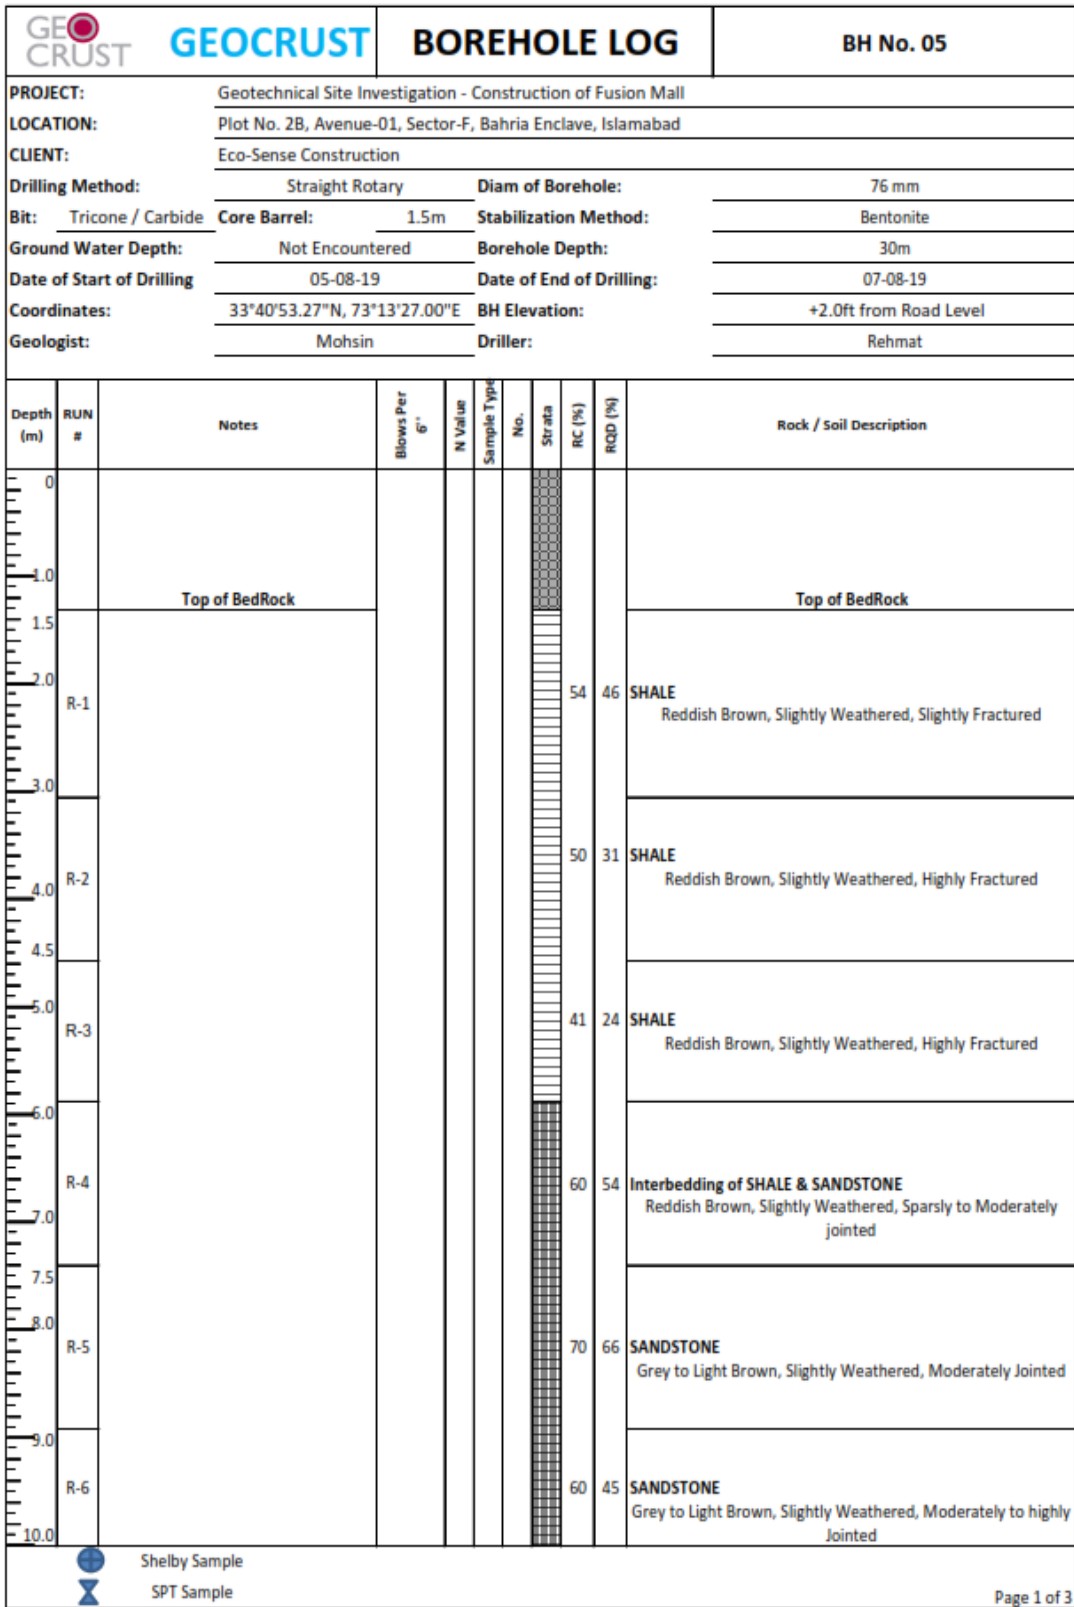 GEO CRUST GEOCRUST BOREHOLE LOG BH No. 05
PROJECT: Geotechnical Site Investigation - Construction of Fusion Mall
LOCATION: Plot No. 2B, Avenue-01, Sector-F, Bahria Enclave, Islamabad
CLIENT: Eco-Sense Construction
Drilling Method: Straight Rotary Diam of Borehole: 76 mm
Bit: Tricone / Carbide Core Barrel: 1.5m Stabilization Method: Bentonite
Ground Water Depth: Not Encountered Borehole Depth: 30m
Date of Start of Drilling 05-08-19 Date of End of Drilling: 07-08-19
Coordinates: 33°40'53.27"N, 73°13'27.00"E BH Elevation: +2.0ft from Road Level
Geologist: Mohsin Driller: Rehmat
Depth (m) RUN # Notes Blows Per 6'' N Value Sample Type No. Strata RC (%) RQD (%) Rock / Soil Description
0
1.0
Top of BedRock Top of BedRock
1.5
2.0
R-1 54 46 SHALE
Reddish Brown, Slightly Weathered, Slightly Fractured
3.0
R-2 50 31 SHALE
Reddish Brown, Slightly Weathered, Highly Fractured
4.0
4.5
5.0
R-3 41 24 SHALE
Reddish Brown, Slightly Weathered, Highly Fractured
6.0
R-4 60 54 Interbedding of SHALE & SANDSTONE
Reddish Brown, Slightly Weathered, Sparsly to Moderately
jointed
7.0
7.5
8.0
R-5 70 66 SANDSTONE
Grey to Light Brown, Slightly Weathered, Moderately Jointed
9.0
R-6 60 45 SANDSTONE
Grey to Light Brown, Slightly Weathered, Moderately to highly
Jointed
10.0
Shelby Sample
SPT Sample
Page 1 of 3